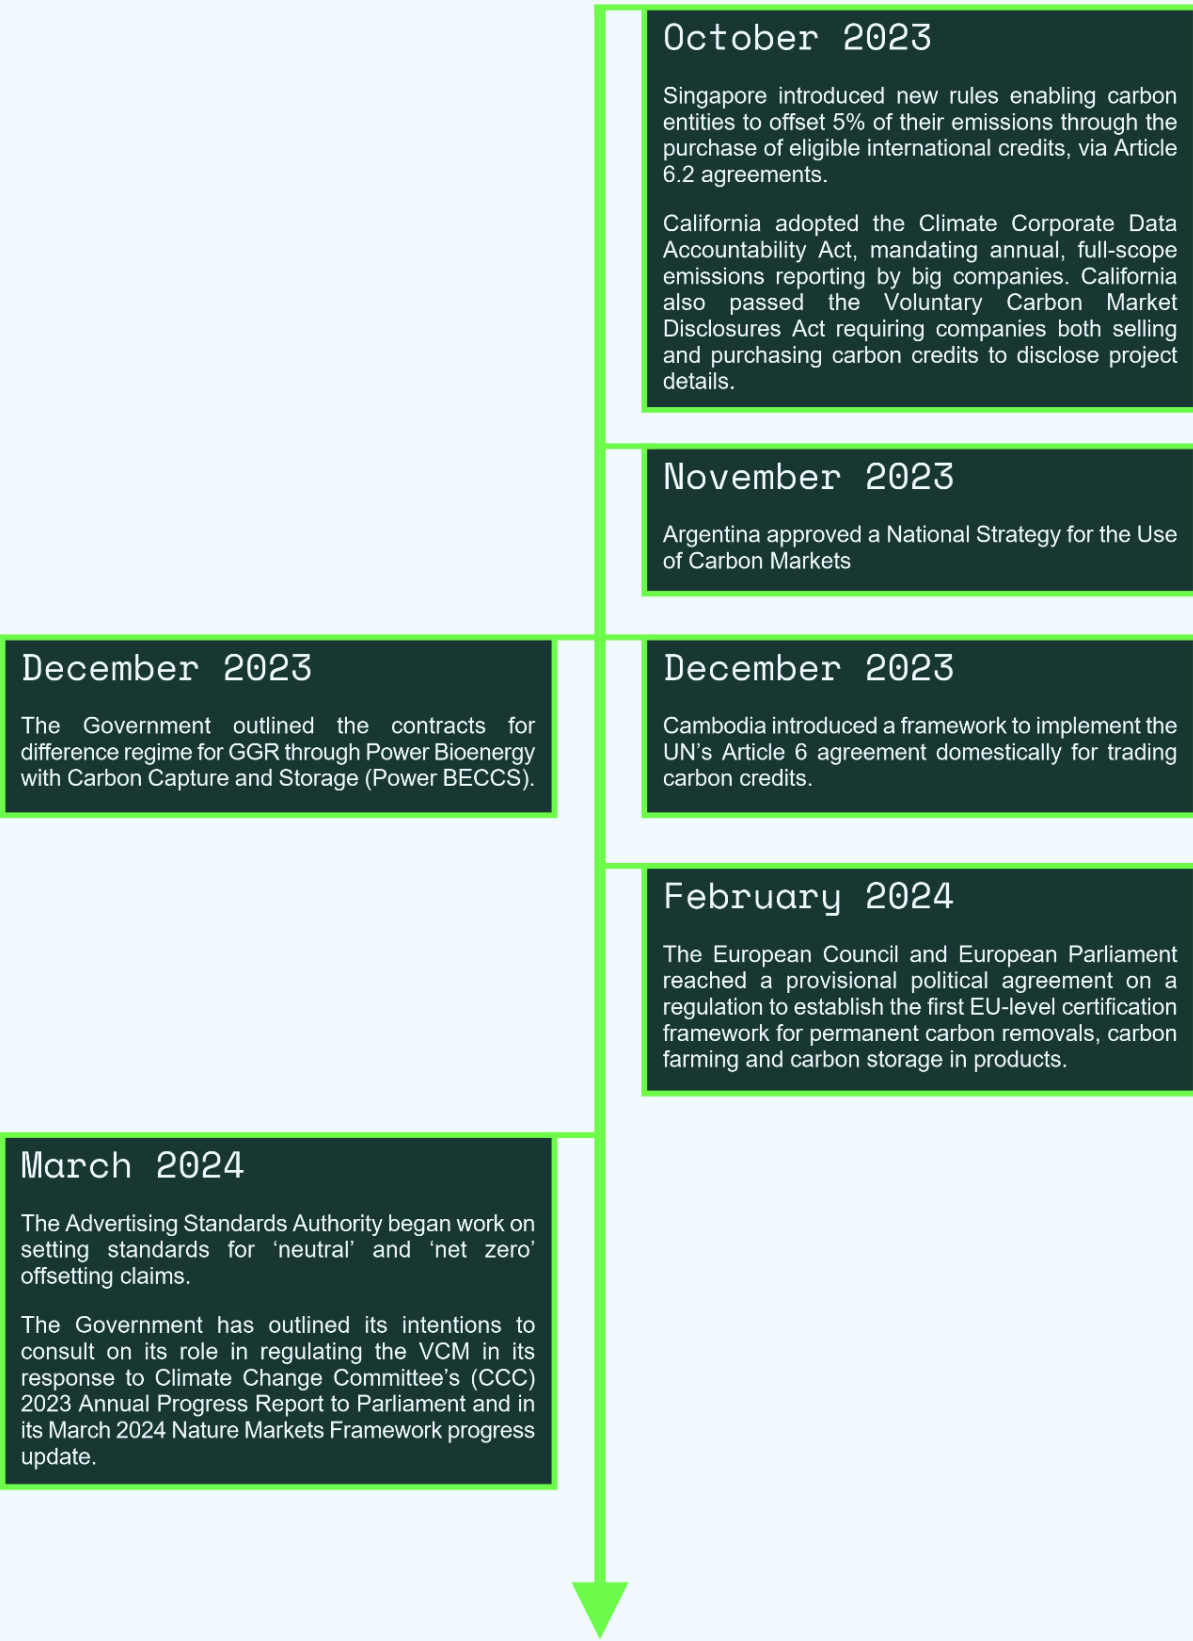 October 2023
Singapore introduced new rules enabling carbon
entities to offset 5% of their emissions through the
purchase of eligible international credits, via Article
6.2 agreements.
California adopted the Climate Corporate Data
Accountability Act, mandating annual, full-scope
emissions reporting by big companies. California
also passed the Voluntary Carbon Market
Disclosures Act requiring companies both selling
and purchasing carbon credits to disclose project
details.
November 2023
Argentina approved a National Strategy for the Use
of Carbon Markets
December 2023
The Government outlined the contracts for
difference regime for GGR through Power Bioenergy
with Carbon Capture and Storage (Power BECCS).
December 2023
Cambodia introduced a framework to implement the
UN's Article 6 agreement domestically for trading
carbon credits.
February 2024
The European Council and European Parliament
reached a provisional political agreement on a
regulation to establish the first EU-level certification
framework for permanent carbon removals, carbon
farming and carbon storage in products.
March 2024
The Advertising Standards Authority began work on
setting standards for ‘neutral’ and ‘net zero’
offsetting claims.
The Government has outlined its intentions to
consult on its role in regulating the VCM in its
response to Climate Change Committee's (CCC)
2023 Annual Progress Report to Parliament and in
its March 2024 Nature Markets Framework progress
update.